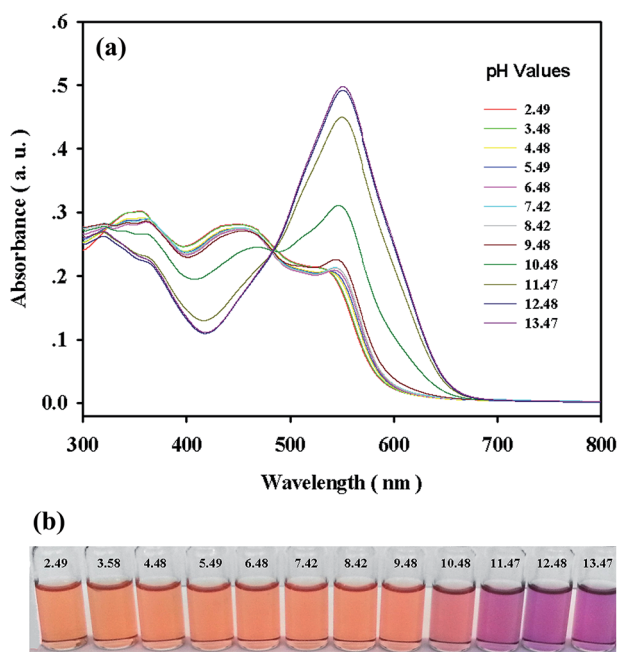 (a)
pH Values
2.49
3.48
4.48
5.49
6.48
7.42
8.42
9.48
10.48
11.47
12.48
13.47
Absorbance ( a. u. )
.6
.5
.4
.3
.2
.1
0.0
300 400 500 600 700 800
Wavelength ( nm )
(b)
2.49 3.58 4.48 5.49 6.48 7.42 8.42 9.48 10.48 11.47 12.48 13.47